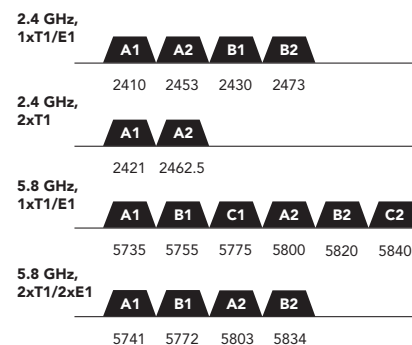 2.4 GHz,
1xT1/E1
A1 A2 B1 B2
2410 2453 2430 2473
2.4 GHz,
2xT1
A1 A2
2421 2462.5
5.8 GHz,
1xT1/E1
A1 B1 C1 A2 B2 C2
5735 5755 5775 5800 5820 5840
5.8 GHz,
2xT1/2xE1
A1 B1 A2 B2
5741 5772 5803 5834